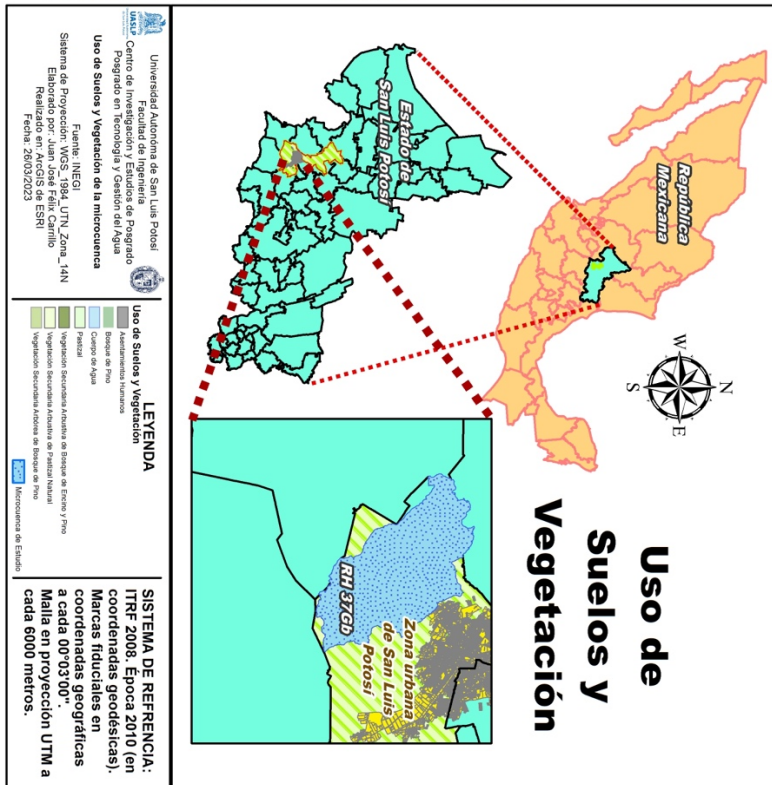 Uso de
Suelos y
Vegetación
N
W
E
S
República
Mexicana
Estado de
San Luis Potosí
RH 37Gb
Zona urbana
de San Luis
Potosí
UASLP
Universidad Autonóma de San Luis Potosí
Facultad de Ingeniería
Centro de Investigación y Estudios de Posgrado
Posgrado en Tecnología y Gestión del Agua
Uso de Suelos y Vegetación de la microcuenca
Fuente: INEGI
Sistema de Proyección: WGS_1984_UTN_Zona_14N
Elaborado por: Juan José Félix Carrillo
Realizado en: ArcGIS de ESRI
Fecha: 26/03/2023
LEYENDA
Uso de Suelos y Vegetación
Asentamientos Humanos
Bosque de Pino
Cuerpo de Agua
Pastizal
Vegetación Secundaria Arbustiva de Bosque de Encino y Pino
Vegetación Secundaria Arbustiva de Pastizal Natural
Vegetación Secundaria Arbórea de Bosque de Pino
Microcuenca de Estudio
SISTEMA DE REFRENCIA:
ITRF 2008. Época 2010 (en
coordenadas geodésicas).
Marcas fiduciales en
coordenadas geográficas
a cada 00°03'00".
Malla en proyección UTM a
cada 6000 metros.